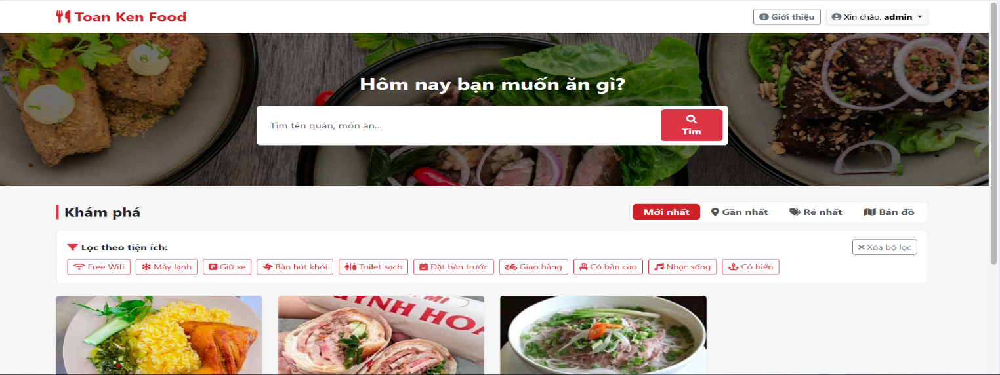 Toan Ken Food
Giới thiệu
Xin chào, admin
Hôm nay bạn muốn ăn gì?
Tìm tên quán, món ăn...
Tìm
Khám phá
Mới nhất
Gần nhất
Rẻ nhất
Bản đồ
Lọc theo tiện ích:
Xóa bộ lọc
Free Wifi
Máy lạnh
Giữ xe
Bàn hút khói
Toilet sạch
Đặt bàn trước
Giao hàng
Có bàn cao
Nhạc sống
Có biển
MÌ
YNH HOA